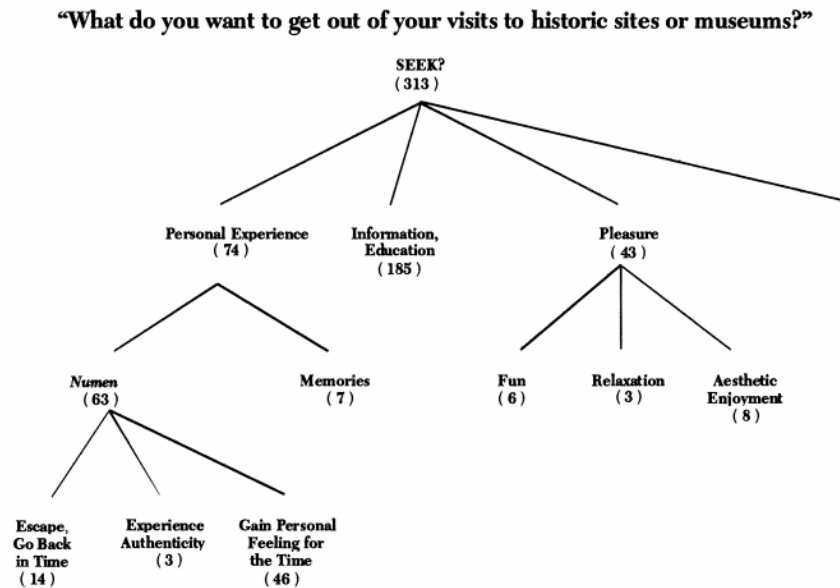 “What do you want to get out of your visits to historic sites or museums?”
SEEK?
(313)
Personal Experience
(74)
Information,
Education
(185)
Pleasure
(43)
Numen
(63)
Memories
(7)
Fun
(6)
Relaxation
(3)
Aesthetic
Enjoyment
(8)
Escape,
Go Back
in Time
(14)
Experience
Authenticity
(3)
Gain Personal
Feeling for
the Time
(46)